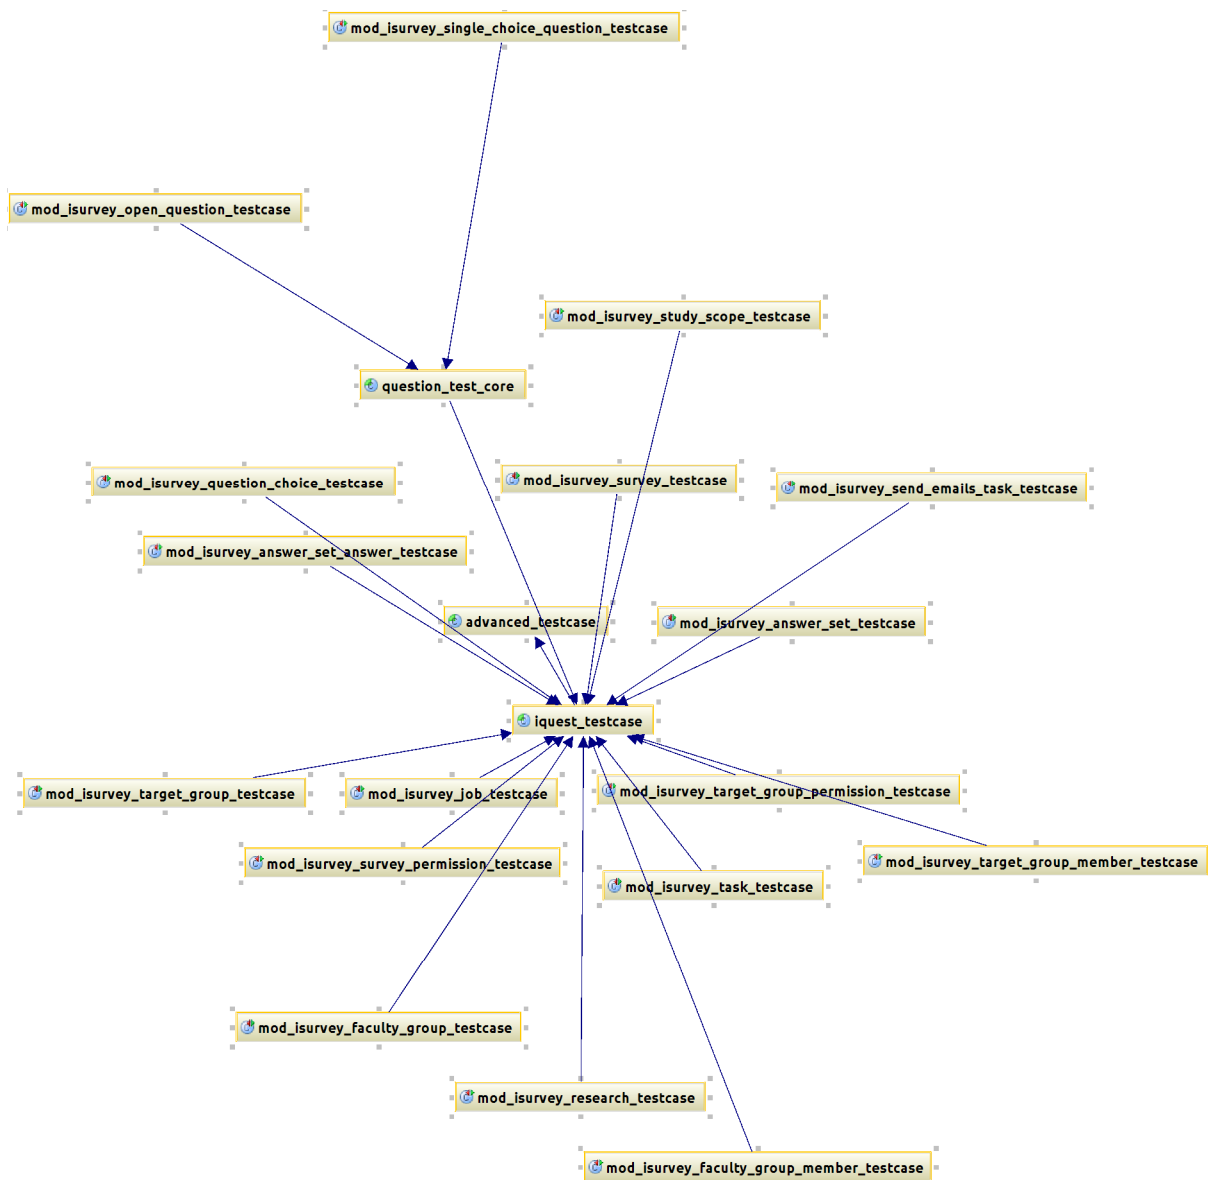 mod_isurvey_single_choice_question_testcase
mod_isurvey_open_question_testcase
mod_isurvey_study_scope_testcase
question_test_core
mod_isurvey_question_choice_testcase
mod_isurvey_survey_testcase
mod_isurvey_send_emails_task_testcase
mod_isurvey_answer_set_answer_testcase
advanced_testcase
mod_isurvey_answer_set_testcase
iquest_testcase
mod_isurvey_target_group_testcase
mod_isurvey_job_testcase
mod_isurvey_target_group_permission_testcase
mod_isurvey_survey_permission_testcase
mod_isurvey_target_group_member_testcase
mod_isurvey_task_testcase
mod_isurvey_faculty_group_testcase
mod_isurvey_research_testcase
mod_isurvey_faculty_group_member_testcase